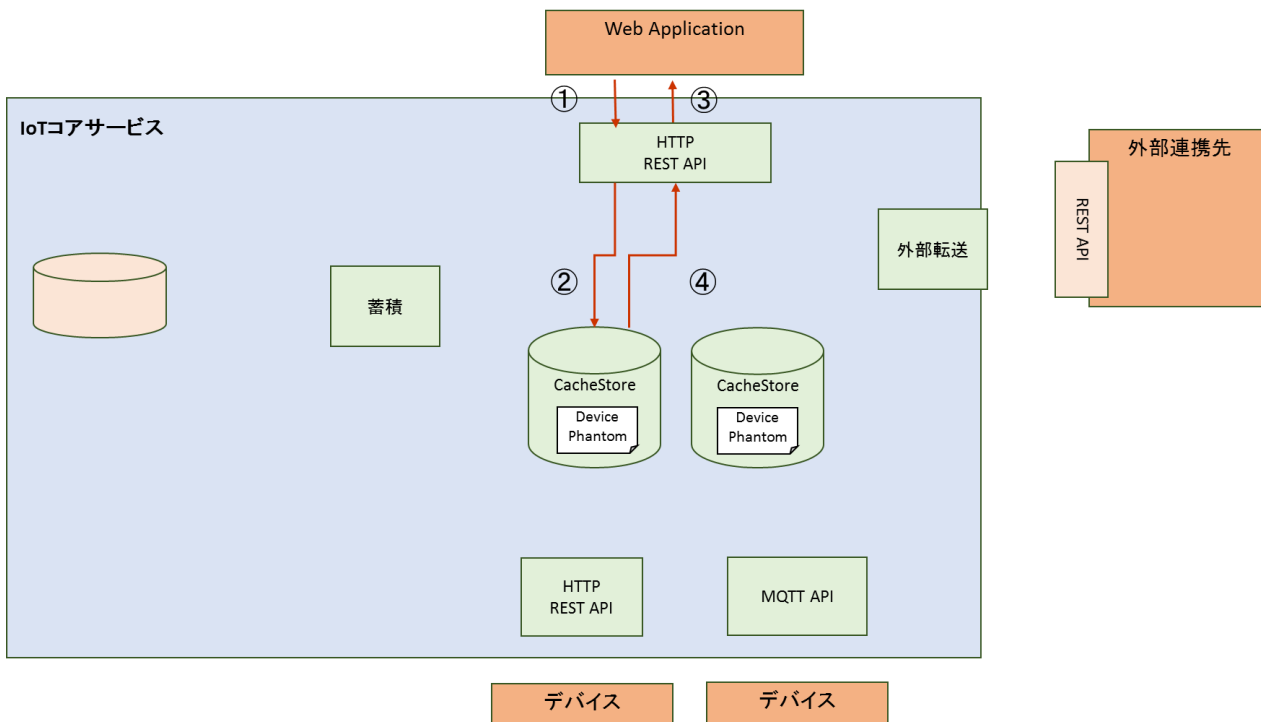 Web Application
① ③
IoTコアサービス
HTTP
REST API
外部連携先
REST API
外部転送
② ④
蓄積
CacheStore
Device
Phantom
CacheStore
Device
Phantom
HTTP
REST API
MQTT API
デバイス
デバイス